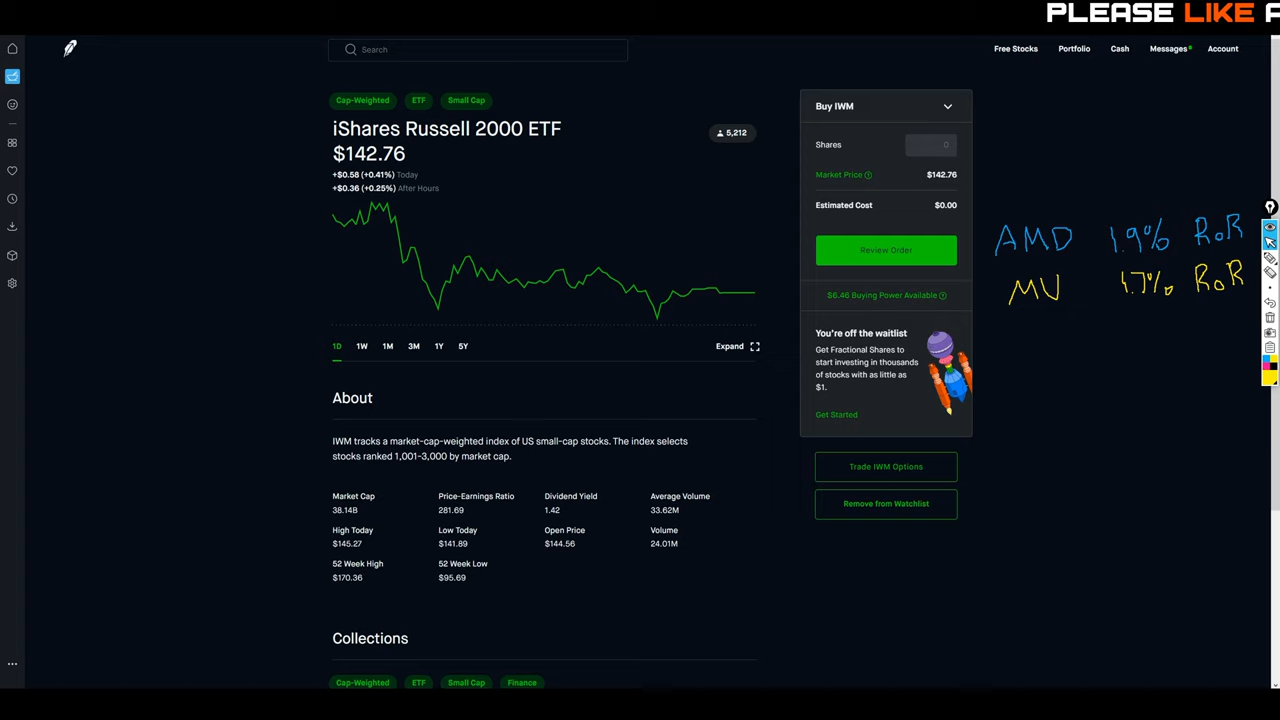 PLEASE LIKE A
Search
Free Stocks Portfolio Cash Messages Account
Cap-Weighted ETF Small Cap
iShares Russell 2000 ETF
$142.76
5,212
+$0.58 (+0.41%) Today
+$0.36 (+0.25%) After Hours
1D 1W 1M 3M 1Y 5Y Expand
About
IWM tracks a market-cap-weighted index of US small-cap stocks. The index selects
stocks ranked 1,001-3,000 by market cap.
Market Cap Price-Earnings Ratio Dividend Yield Average Volume
38.14B 281.69 1.42 33.62M
High Today Low Today Open Price Volume
$145.27 $141.89 $144.56 24.01M
52 Week High 52 Week Low
$170.36 $95.69
Collections
Cap-Weighted ETF Small Cap Finance
Buy IWM
Shares 0
Market Price $142.76
Estimated Cost $0.00
Review Order
$6.46 Buying Power Available
You're off the waitlist
Get Fractional Shares to
start investing in thousands
of stocks with as little as
$1.
Get Started
Trade IWM Options
Remove from Watchlist
AMD 1.9% RoR
MU 1.7% RoR